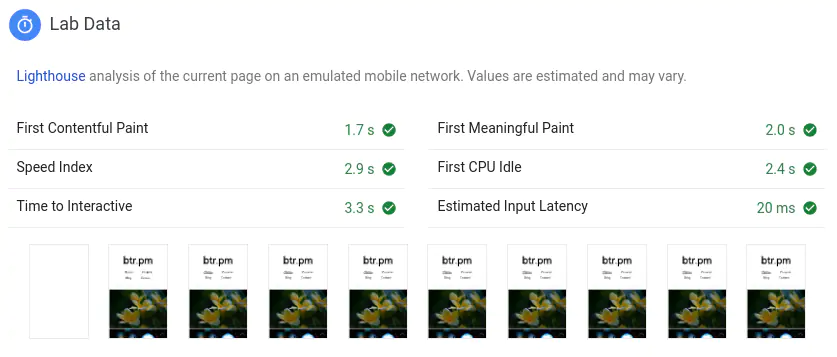 Lab Data
Lighthouse analysis of the current page on an emulated mobile network. Values are estimated and may vary.
First Contentful Paint 1.7 s
First Meaningful Paint 2.0 s
Speed Index 2.9 s
First CPU Idle 2.4 s
Time to Interactive 3.3 s
Estimated Input Latency 20 ms
btr.pm btr.pm btr.pm btr.pm btr.pm btr.pm btr.pm btr.pm btr.pm